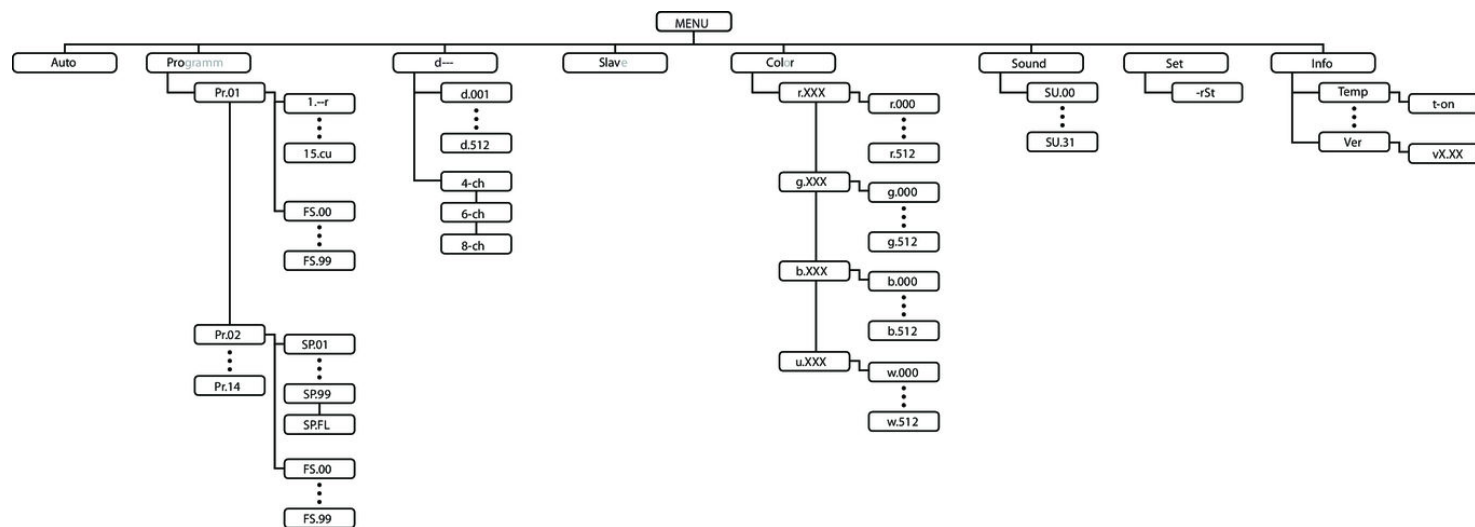 MENU
Auto
Programm
d---
Slave
Color
Sound
Set
Info
Pr.01
1.--r
15.cu
FS.00
FS.99
Pr.02
Pr.14
SP.01
SP.99
SP.FL
FS.00
FS.99
d.001
d.512
4-ch
6-ch
8-ch
r.XXX
r.000
r.512
g.XXX
g.000
g.512
b.XXX
b.000
b.512
u.XXX
w.000
w.512
SU.00
SU.31
-rSt
Temp
t-on
Ver
vX.XX